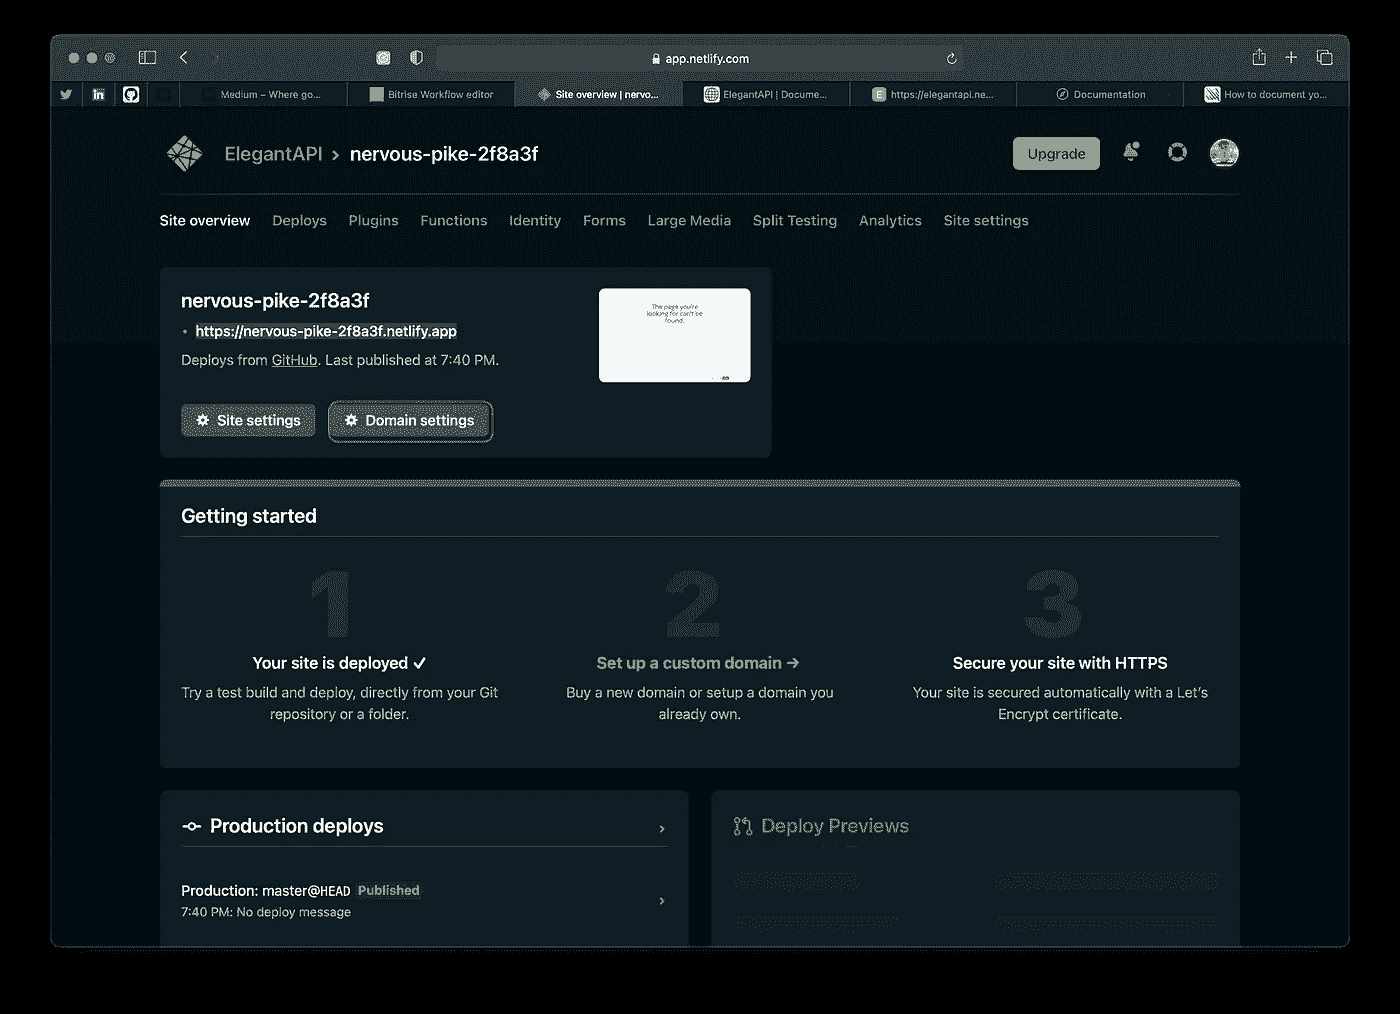 app.netlify.com
Medium – Where go...
Bitrise Workflow editor
Site overview | nervo...
ElegantAPI | Docume...
E
https://elegantapi.ne...
Documentation
How to document yo...
ElegantAPI › nervous-pike-2f8a3f
Upgrade
Site overview Deploys Plugins Functions Identity Forms Large Media Split Testing Analytics Site settings
nervous-pike-2f8a3f
https://nervous-pike-2f8a3f.netlify.app
Deploys from GitHub. Last published at 7:40 PM.
The page you're
looking for can't be
found.
Site settings
Domain settings
Getting started
1
Your site is deployed ✓
Try a test build and deploy, directly from your Git
repository or a folder.
2
Set up a custom domain →
Buy a new domain or setup a domain you
already own.
3
Secure your site with HTTPS
Your site is secured automatically with a Let's
Encrypt certificate.
Production deploys
Production: master@HEAD Published
7:40 PM: No deploy message
Deploy Previews